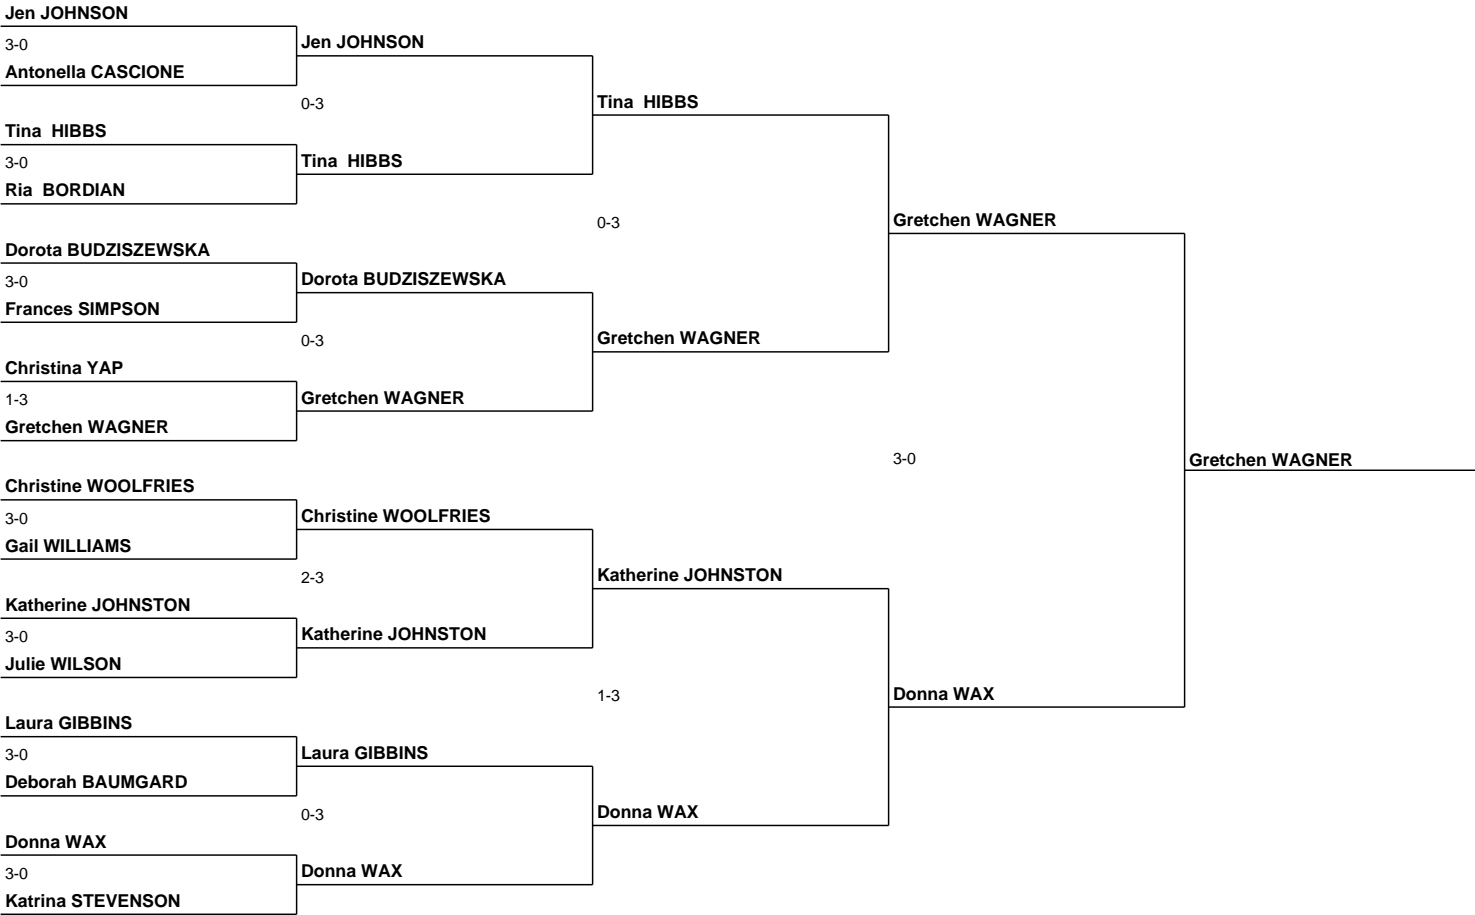 Jen JOHNSON
3-0
Antonella CASCIONE
Tina  HIBBS
3-0
Ria  BORDIAN
Dorota BUDZISZEWSKA
3-0
Frances SIMPSON
Christina YAP
1-3
Gretchen WAGNER
Christine WOOLFRIES
3-0
Gail WILLIAMS
Katherine JOHNSTON
3-0
Julie WILSON
Laura GIBBINS
3-0
Deborah BAUMGARD
Donna WAX
3-0
Katrina STEVENSON
Jen JOHNSON
0-3
Tina  HIBBS
Dorota BUDZISZEWSKA
0-3
Gretchen WAGNER
Christine WOOLFRIES
2-3
Katherine JOHNSTON
Laura GIBBINS
0-3
Donna WAX
Tina  HIBBS
0-3
Gretchen WAGNER
Katherine JOHNSTON
1-3
Donna WAX
Gretchen WAGNER
3-0
Donna WAX
Gretchen WAGNER